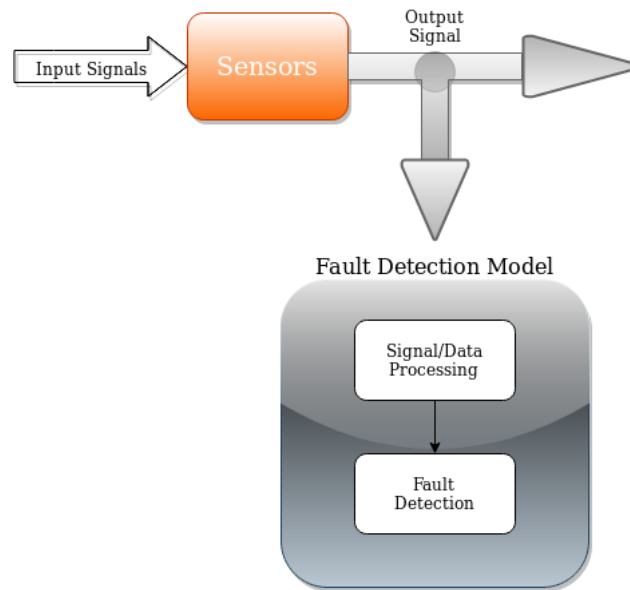 Output
Signal
Input Signals
Sensors
Fault Detection Model
Signal/Data
Processing
Fault
Detection